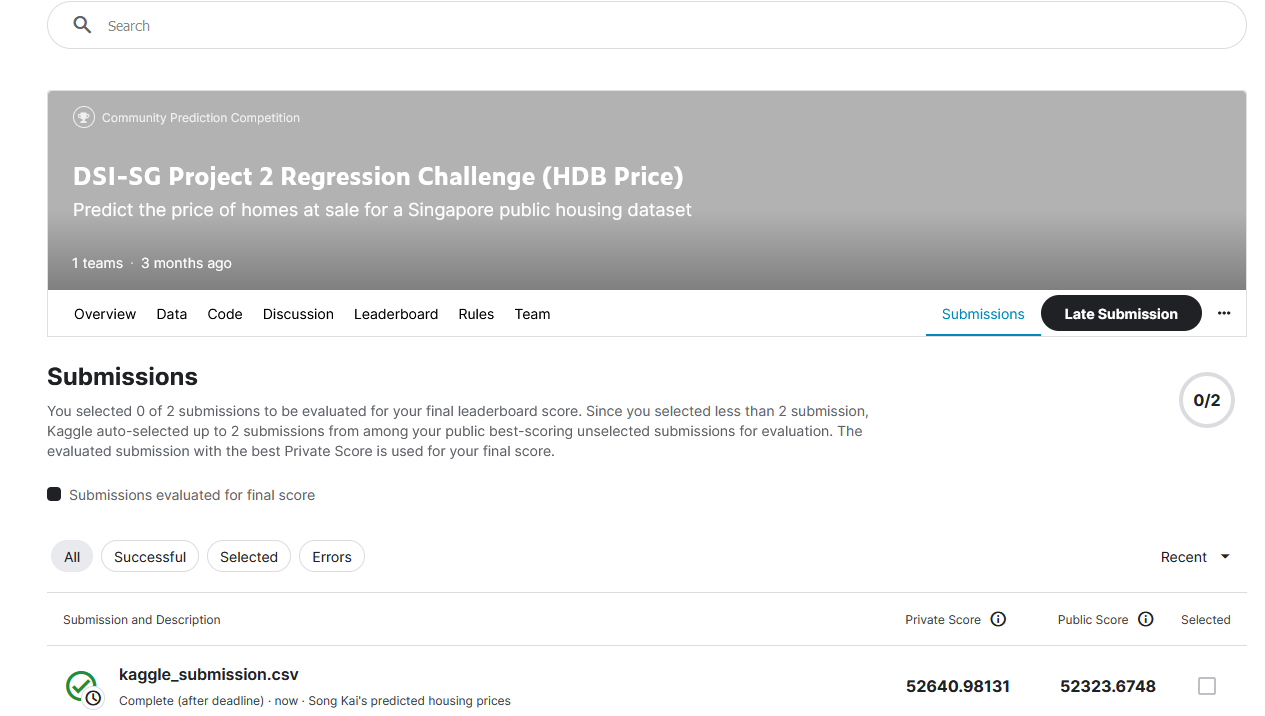 Search
Community Prediction Competition
DSI-SG Project 2 Regression Challenge (HDB Price)
Predict the price of homes at sale for a Singapore public housing dataset
1 teams · 3 months ago
Overview Data Code Discussion Leaderboard Rules Team Submissions Late Submission ···
Submissions
0/2
You selected 0 of 2 submissions to be evaluated for your final leaderboard score. Since you selected less than 2 submission,
Kaggle auto-selected up to 2 submissions from among your public best-scoring unselected submissions for evaluation. The
evaluated submission with the best Private Score is used for your final score.
Submissions evaluated for final score
All Successful Selected Errors Recent
Submission and Description Private Score Public Score Selected
kaggle_submission.csv
52640.98131 52323.6748
Complete (after deadline) · now · Song Kai's predicted housing prices